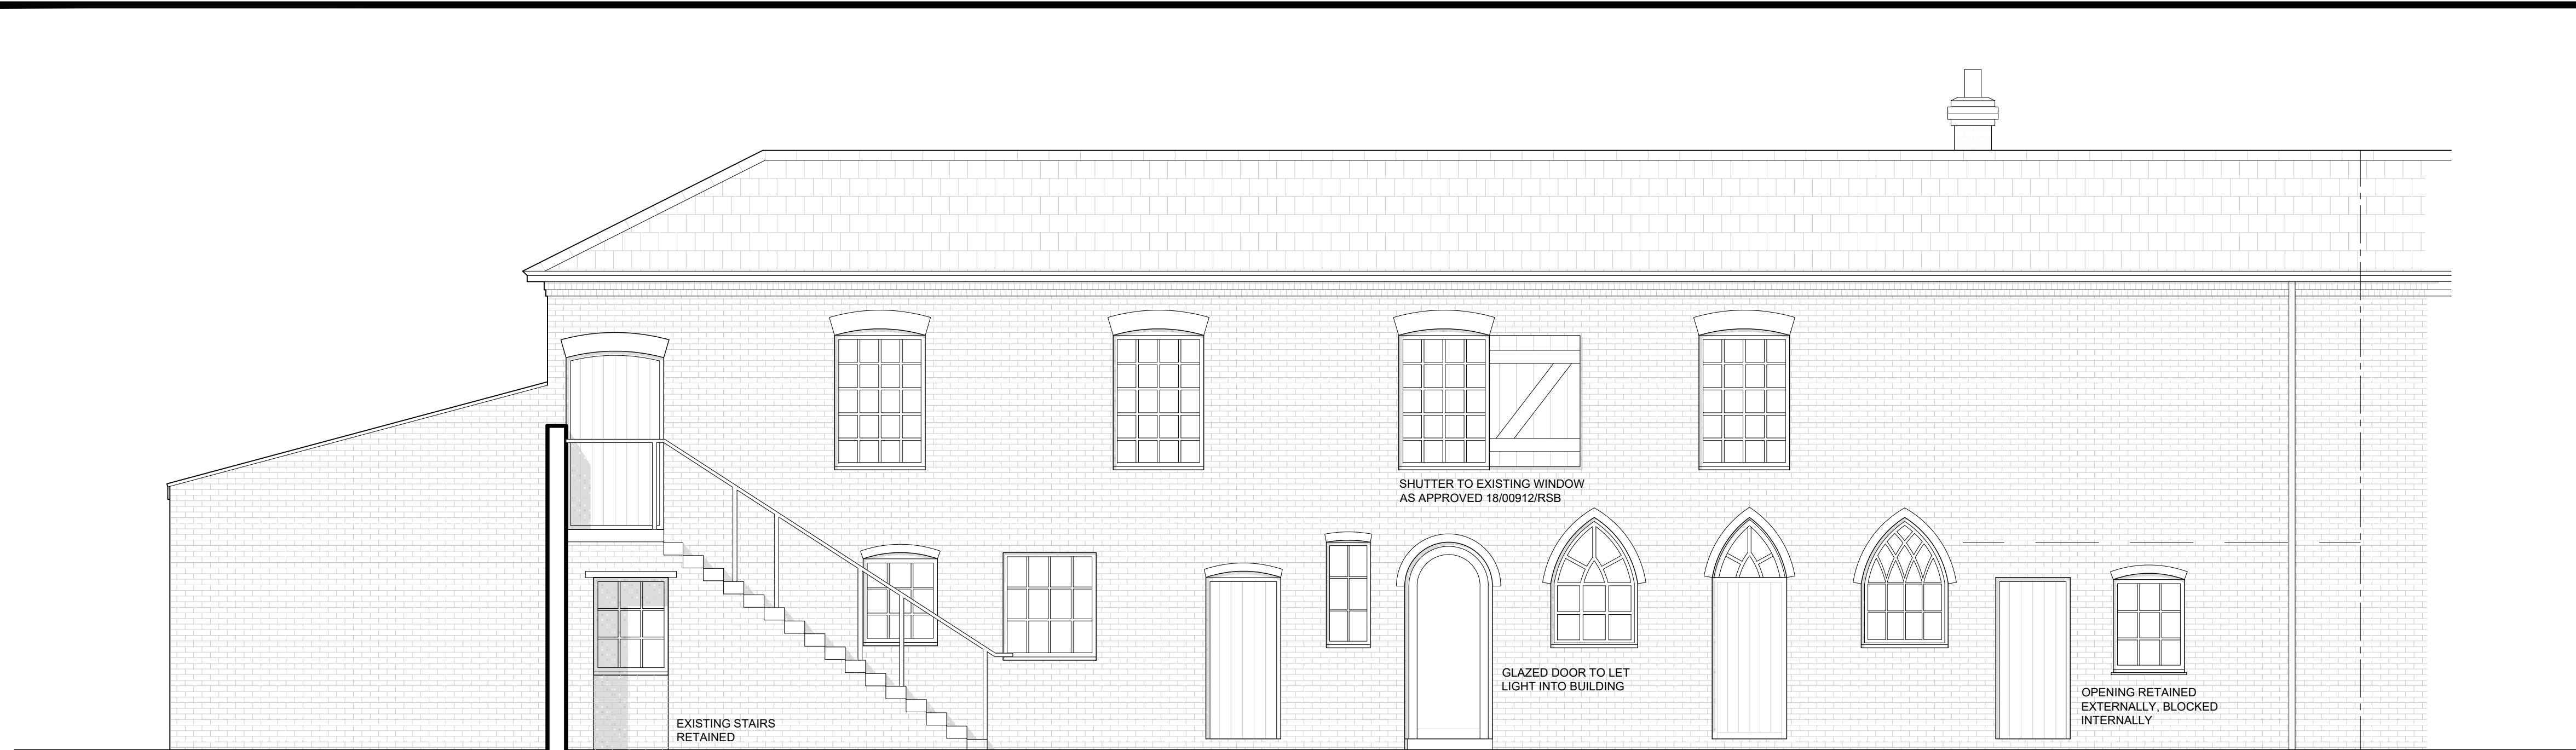 SHUTTER TO EXISTING WINDOW
AS APPROVED 18/00912/RSB
GLAZED DOOR TO LET
LIGHT INTO BUILDING
OPENING RETAINED
EXTERNALLY, BLOCKED
INTERNALLY
EXISTING STAIRS
RETAINED